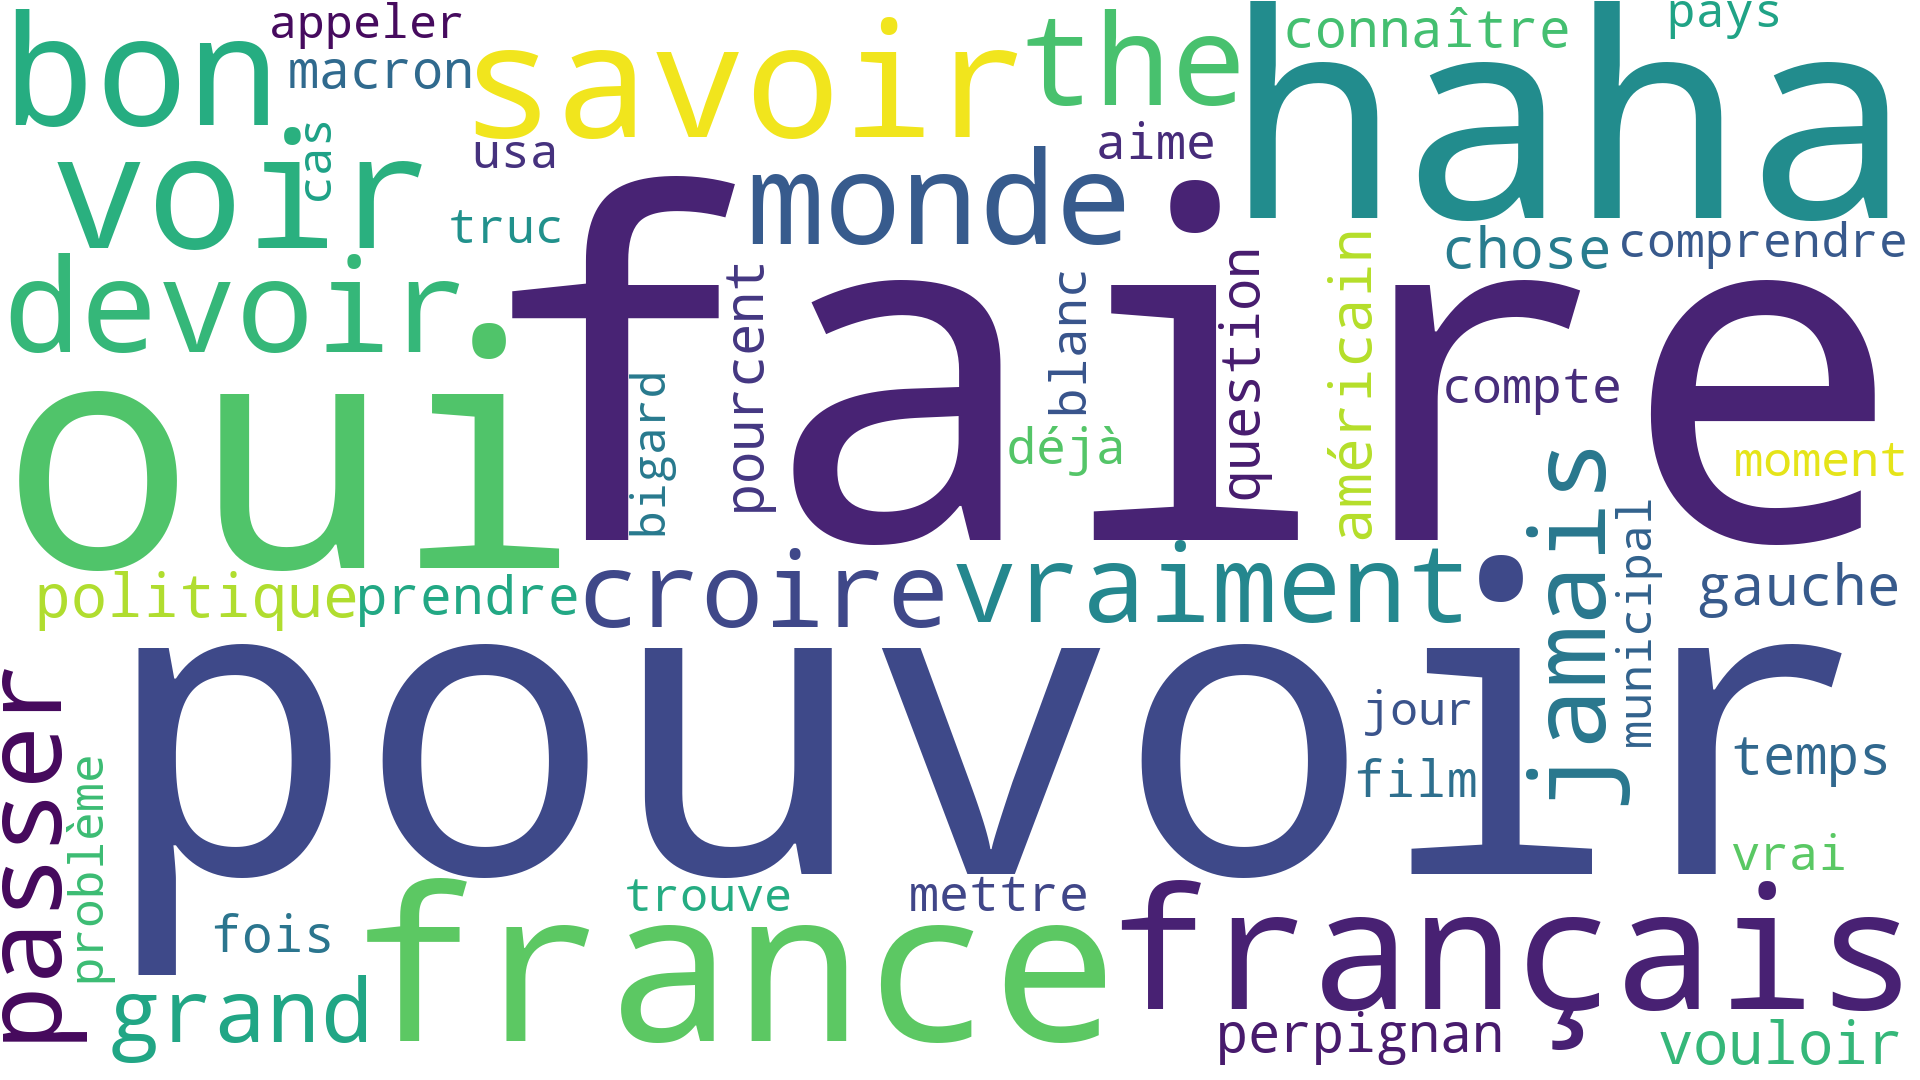 appeler
bon
macron
savoir
the
connaître
pays
haha
cas
voir
usa
aime
truc
monde
chose
comprendre
devoir
faire
pourcent
blanc
question
américain
bigard
déjà
compte
moment
oui
jamais
municipal
politique
prendre
croire
vraiment
gauche
pouvoir
passer
problème
jour
film
temps
vrai
fois
trouve
mettre
france
français
grand
perpignan
vouloir